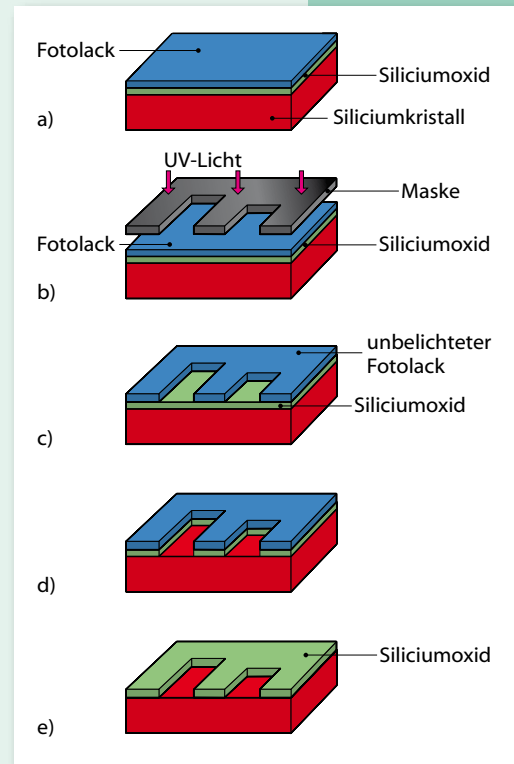 Fotolack
Siliciumoxid
a)
Siliciumkristall
UV-Licht
Maske
Fotolack
Siliciumoxid
b)
unbelichteter
Fotolack
Siliciumoxid
c)
d)
Siliciumoxid
e)